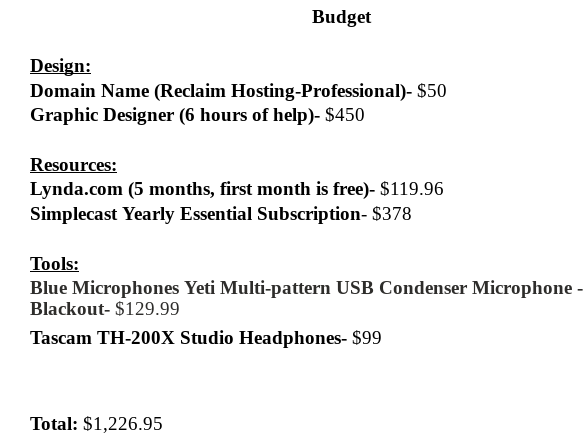 Budget
Design:
Domain Name (Reclaim Hosting-Professional)- $50
Graphic Designer (6 hours of help)- $450
Resources:
Lynda.com (5 months, first month is free)- $119.96
Simplecast Yearly Essential Subscription- $378
Tools:
Blue Microphones Yeti Multi-pattern USB Condenser Microphone -
Blackout- $129.99
Tascam TH-200X Studio Headphones- $99
Total: $1,226.95